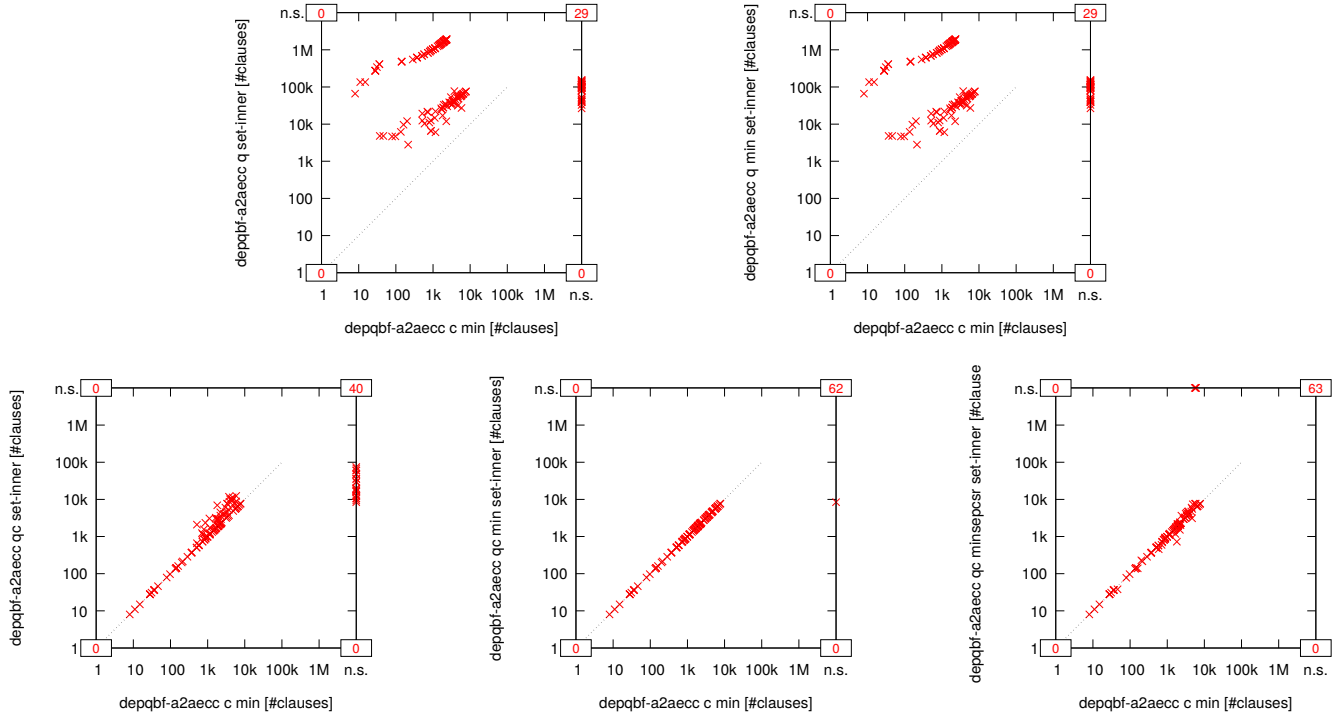 n.s. 0 29
1M
100k
10k
1k
100
10
1
0 0
1 10 100 1k 10k 100k 1M n.s.
depqbf-a2aecc q set-inner [#clauses]
depqbf-a2aecc c min [#clauses]
n.s. 0 29
1M
100k
10k
1k
100
10
1
0 0
1 10 100 1k 10k 100k 1M n.s.
depqbf-a2aecc q min set-inner [#clauses]
depqbf-a2aecc c min [#clauses]
n.s. 0 40
1M
100k
10k
1k
100
10
1
0 0
1 10 100 1k 10k 100k 1M n.s.
depqbf-a2aecc qc set-inner [#clauses]
depqbf-a2aecc c min [#clauses]
n.s. 0 62
1M
100k
10k
1k
100
10
1
0 0
1 10 100 1k 10k 100k 1M n.s.
depqbf-a2aecc qc min set-inner [#clauses]
depqbf-a2aecc c min [#clauses]
n.s. 0 63
1M
100k
10k
1k
100
10
1
0 0
1 10 100 1k 10k 100k 1M n.s.
depqbf-a2aecc qc minsepcsr set-inner [#clause
depqbf-a2aecc c min [#clauses]